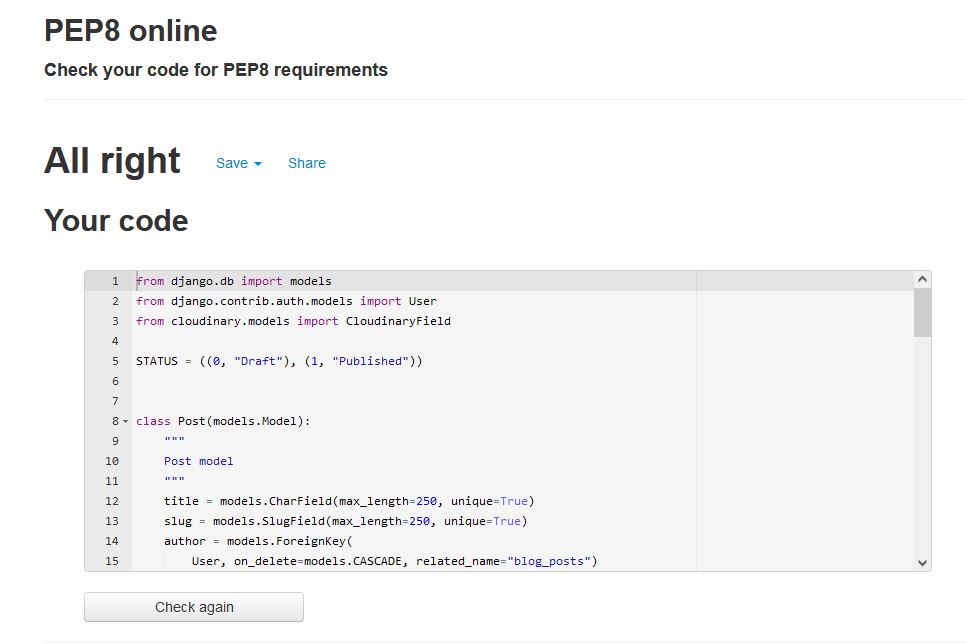 PEP8 online
Check your code for PEP8 requirements
All right Save Share
Your code
1 from django.db import models
2 from django.contrib.auth.models import User
3 from cloudinary.models import CloudinaryField
4
5 STATUS = ((0, "Draft"), (1, "Published"))
6
7
8 class Post(models.Model):
9     """
10     Post model
11     """
12     title = models.CharField(max_length=250, unique=True)
13     slug = models.SlugField(max_length=250, unique=True)
14     author = models.ForeignKey(
15         User, on_delete=models.CASCADE, related_name="blog_posts")
Check again